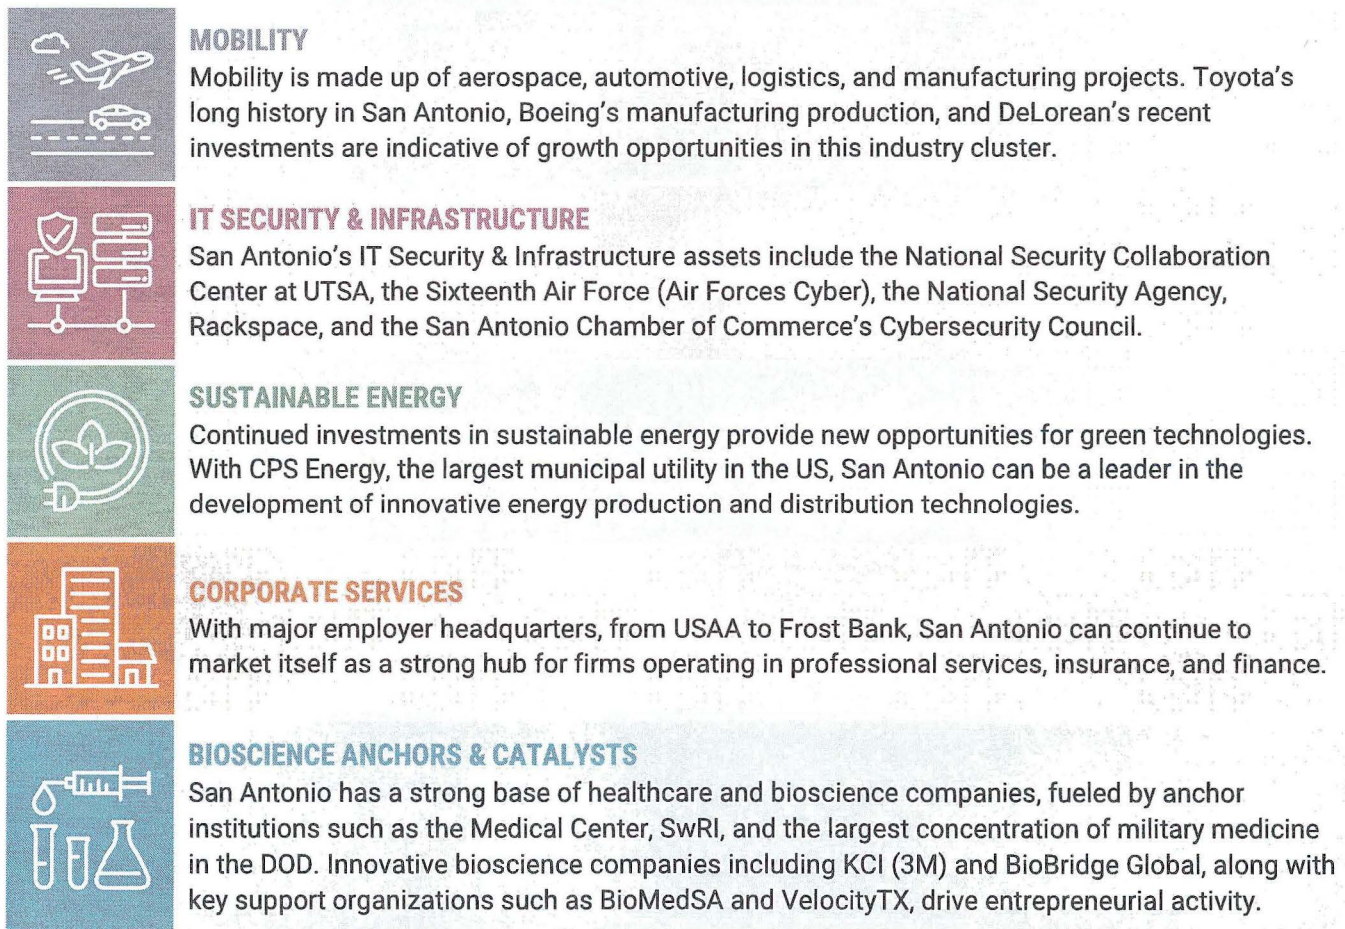 MOBILITY
Mobility is made up of aerospace, automotive, logistics, and manufacturing projects. Toyota's
long history in San Antonio, Boeing's manufacturing production, and DeLorean's recent
investments are indicative of growth opportunities in this industry cluster.
IT SECURITY & INFRASTRUCTURE
San Antonio's IT Security & Infrastructure assets include the National Security Collaboration
Center at UTSA, the Sixteenth Air Force (Air Forces Cyber), the National Security Agency,
Rackspace, and the San Antonio Chamber of Commerce's Cybersecurity Council.
SUSTAINABLE ENERGY
Continued investments in sustainable energy provide new opportunities for green technologies.
With CPS Energy, the largest municipal utility in the US, San Antonio can be a leader in the
development of innovative energy production and distribution technologies.
CORPORATE SERVICES
With major employer headquarters, from USAA to Frost Bank, San Antonio can continue to
market itself as a strong hub for firms operating in professional services, insurance, and finance.
BIOSCIENCE ANCHORS & CATALYSTS
San Antonio has a strong base of healthcare and bioscience companies, fueled by anchor
institutions such as the Medical Center, SwRI, and the largest concentration of military medicine
in the DOD. Innovative bioscience companies including KCI (3M) and BioBridge Global, along with
key support organizations such as BioMedSA and VelocityTX, drive entrepreneurial activity.